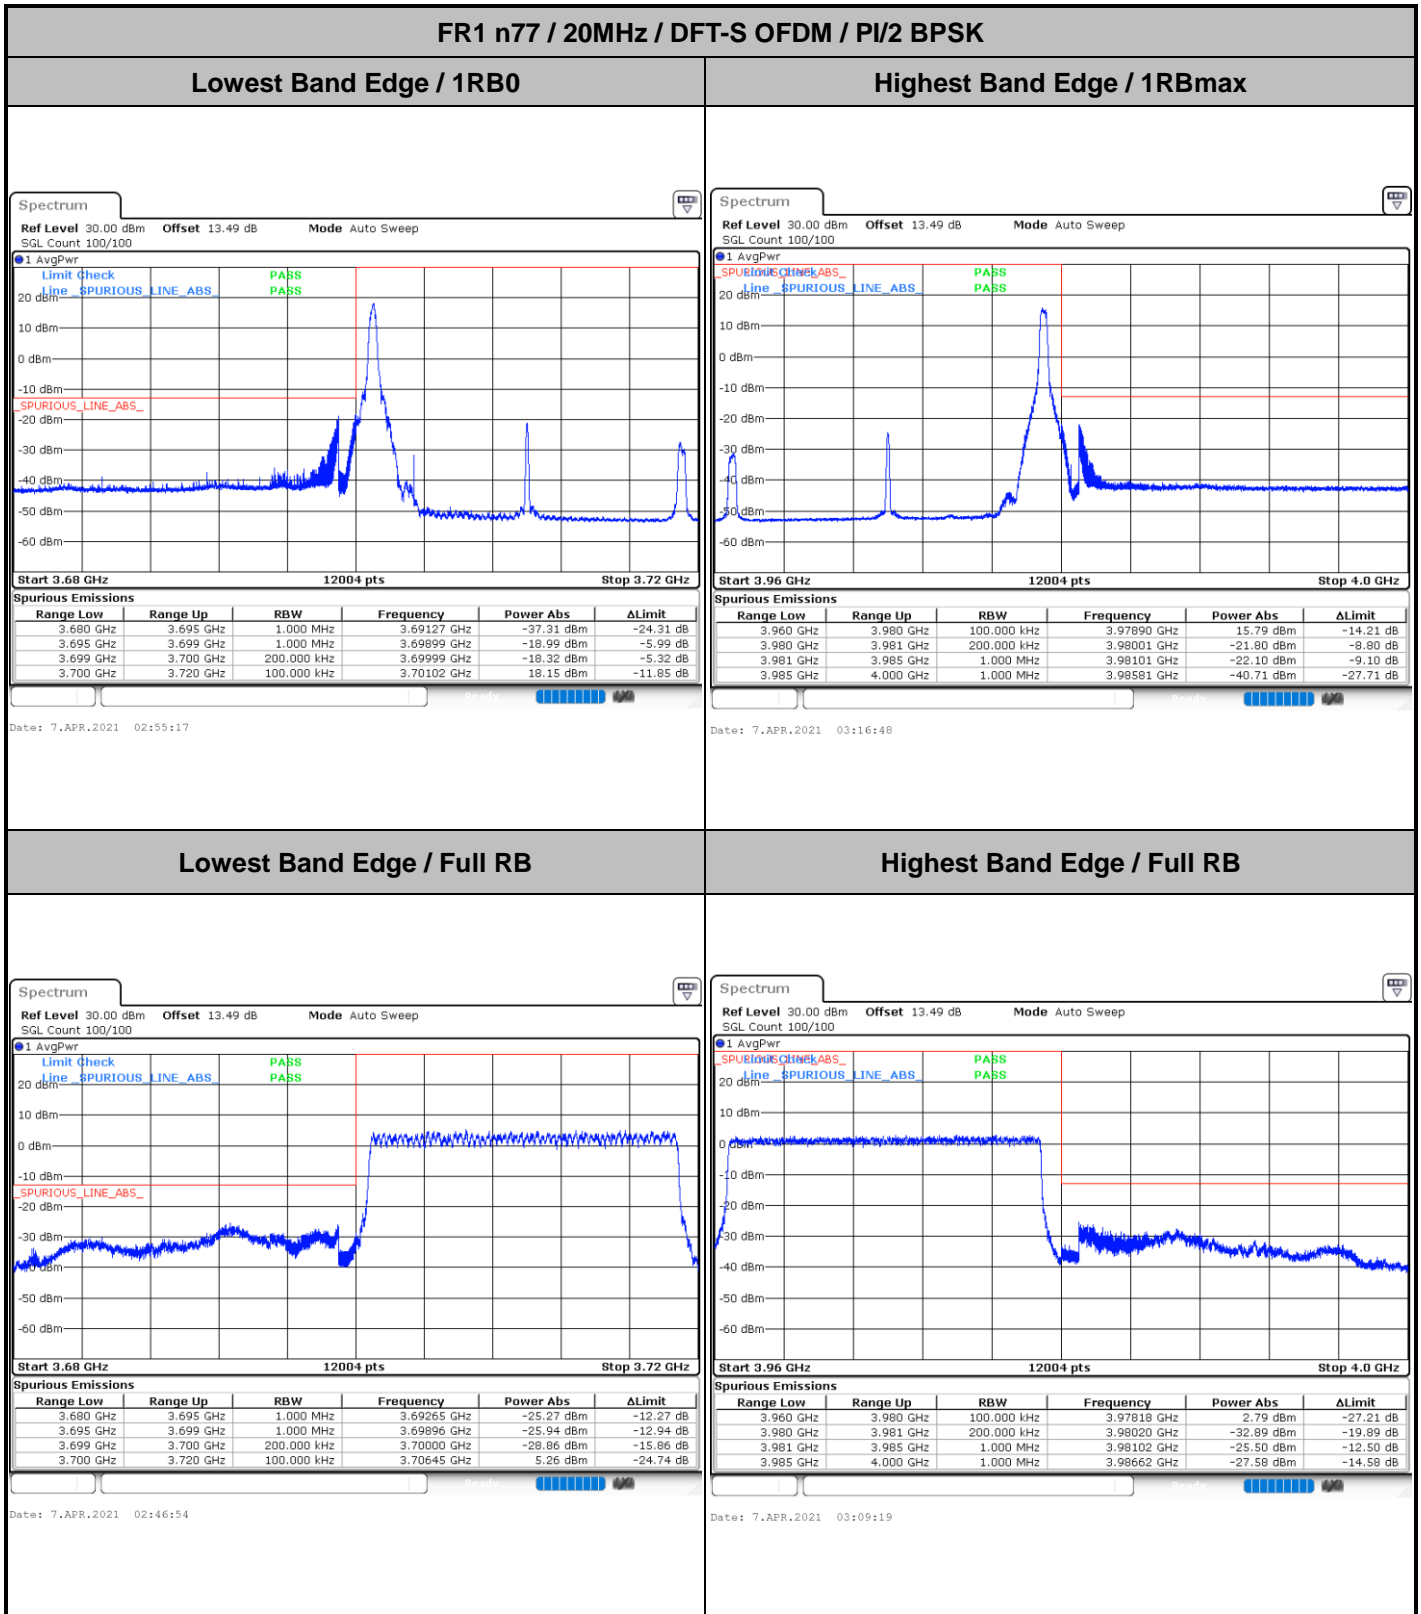 FR1 n77 / 20MHz / DFT-S OFDM / PI/2 BPSK
Lowest Band Edge / 1RB0
Highest Band Edge / 1RBmax
Spectrum
Ref Level 30.00 dBm Offset 13.49 dB Mode Auto Sweep
SGL Count 100/100
1 AvgPwr
Limit Check PASS
Line _SPURIOUS_LINE_ABS_ PASS
20 dBm
10 dBm
0 dBm
-10 dBm
_SPURIOUS_LINE_ABS_
-20 dBm
-30 dBm
-40 dBm
-50 dBm
-60 dBm
Start 3.68 GHz 12004 pts Stop 3.72 GHz
Spurious Emissions
Range Low Range Up RBW Frequency Power Abs ΔLimit
3.680 GHz 3.695 GHz 1.000 MHz 3.69127 GHz -37.31 dBm -24.31 dB
3.695 GHz 3.699 GHz 1.000 MHz 3.69899 GHz -18.99 dBm -5.99 dB
3.699 GHz 3.700 GHz 200.000 kHz 3.69999 GHz -18.32 dBm -5.32 dB
3.700 GHz 3.720 GHz 100.000 kHz 3.70102 GHz 18.15 dBm -11.85 dB
Ready
Date: 7.APR.2021 02:55:17
Spectrum
Ref Level 30.00 dBm Offset 13.49 dB Mode Auto Sweep
SGL Count 100/100
1 AvgPwr
_SPURIOUS_LINE_ABS_
Limit Check PASS
Line _SPURIOUS_LINE_ABS_ PASS
20 dBm
10 dBm
0 dBm
-10 dBm
-20 dBm
-30 dBm
-40 dBm
-50 dBm
-60 dBm
Start 3.96 GHz 12004 pts Stop 4.0 GHz
Spurious Emissions
Range Low Range Up RBW Frequency Power Abs ΔLimit
3.960 GHz 3.980 GHz 100.000 kHz 3.97890 GHz 15.79 dBm -14.21 dB
3.980 GHz 3.981 GHz 200.000 kHz 3.98001 GHz -21.80 dBm -8.80 dB
3.981 GHz 3.985 GHz 1.000 MHz 3.98101 GHz -22.10 dBm -9.10 dB
3.985 GHz 4.000 GHz 1.000 MHz 3.98581 GHz -40.71 dBm -27.71 dB
Ready
Date: 7.APR.2021 03:16:48
Lowest Band Edge / Full RB
Highest Band Edge / Full RB
Spectrum
Ref Level 30.00 dBm Offset 13.49 dB Mode Auto Sweep
SGL Count 100/100
1 AvgPwr
Limit Check PASS
Line _SPURIOUS_LINE_ABS_ PASS
20 dBm
10 dBm
0 dBm
-10 dBm
_SPURIOUS_LINE_ABS_
-20 dBm
-30 dBm
-40 dBm
-50 dBm
-60 dBm
Start 3.68 GHz 12004 pts Stop 3.72 GHz
Spurious Emissions
Range Low Range Up RBW Frequency Power Abs ΔLimit
3.680 GHz 3.695 GHz 1.000 MHz 3.69265 GHz -25.27 dBm -12.27 dB
3.695 GHz 3.699 GHz 1.000 MHz 3.69896 GHz -25.94 dBm -12.94 dB
3.699 GHz 3.700 GHz 200.000 kHz 3.70000 GHz -28.86 dBm -15.86 dB
3.700 GHz 3.720 GHz 100.000 kHz 3.70645 GHz 5.26 dBm -24.74 dB
Ready
Date: 7.APR.2021 02:46:54
Spectrum
Ref Level 30.00 dBm Offset 13.49 dB Mode Auto Sweep
SGL Count 100/100
1 AvgPwr
_SPURIOUS_LINE_ABS_
Limit Check PASS
Line _SPURIOUS_LINE_ABS_ PASS
20 dBm
10 dBm
0 dBm
-10 dBm
-20 dBm
-30 dBm
-40 dBm
-50 dBm
-60 dBm
Start 3.96 GHz 12004 pts Stop 4.0 GHz
Spurious Emissions
Range Low Range Up RBW Frequency Power Abs ΔLimit
3.960 GHz 3.980 GHz 100.000 kHz 3.97818 GHz 2.79 dBm -27.21 dB
3.980 GHz 3.981 GHz 200.000 kHz 3.98020 GHz -32.89 dBm -19.89 dB
3.981 GHz 3.985 GHz 1.000 MHz 3.98102 GHz -25.50 dBm -12.50 dB
3.985 GHz 4.000 GHz 1.000 MHz 3.98662 GHz -27.58 dBm -14.58 dB
Ready
Date: 7.APR.2021 03:09:19